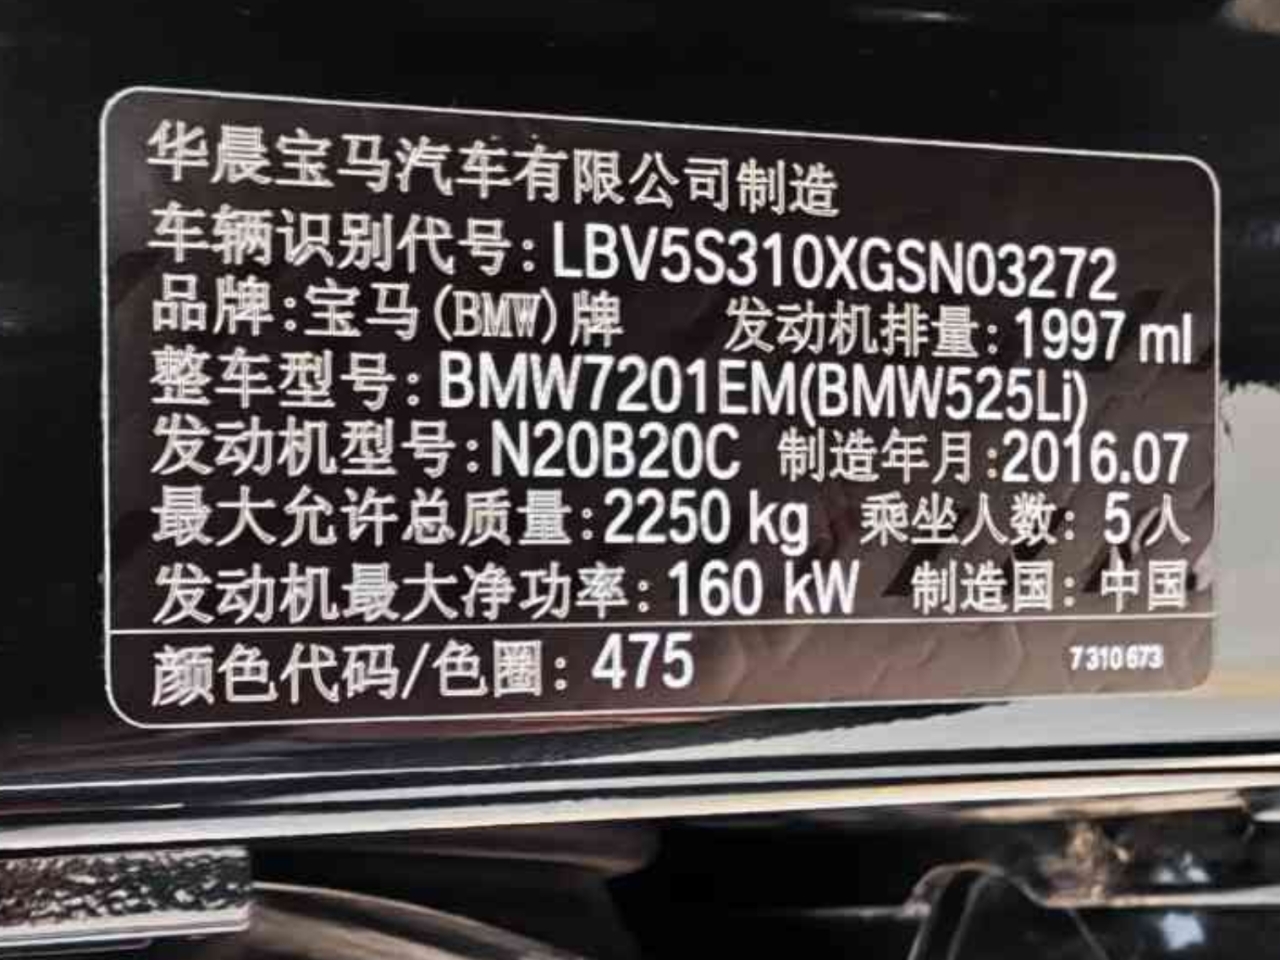 华晨宝马汽车有限公司制造
车辆识别代号:LBV5S310XGSN03272
品牌:宝马(BMW)牌 发动机排量:1997 ml
整车型号:BMW7201EM(BMW525Li)
发动机型号:N20B20C 制造年月:2016.07
最大允许总质量:2250 kg 乘坐人数: 5 人
发动机最大净功率:160 kW 制造国: 中国
颜色代码/色圈: 475 7310673